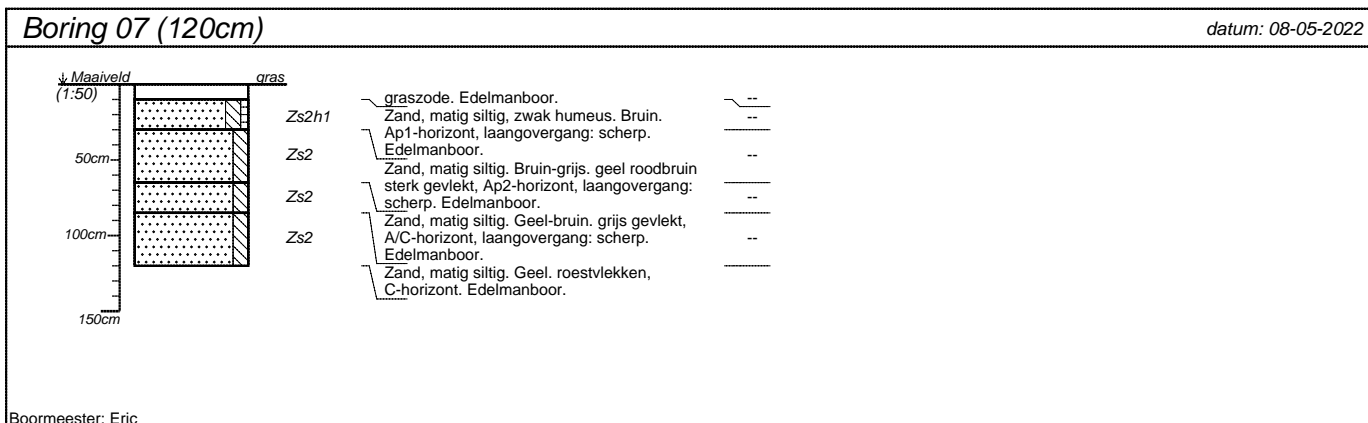 Boring 07 (120cm)
datum: 08-05-2022
Maaiveld
gras
(1:50)
graszode. Edelmanboor.
--
Zs2h1
Zand, matig siltig, zwak humeus. Bruin.
--
Ap1-horizont, laangovergang: scherp.
Edelmanboor.
50cm
Zs2
--
Zand, matig siltig. Bruin-grijs. geel roodbruin
sterk gevlekt, Ap2-horizont, laangovergang:
scherp. Edelmanboor.
Zs2
--
Zand, matig siltig. Geel-bruin. grijs gevlekt,
A/C-horizont, laangovergang: scherp.
Edelmanboor.
100cm
Zs2
--
Zand, matig siltig. Geel. roestvlekken,
C-horizont. Edelmanboor.
150cm
Boormeester: Eric